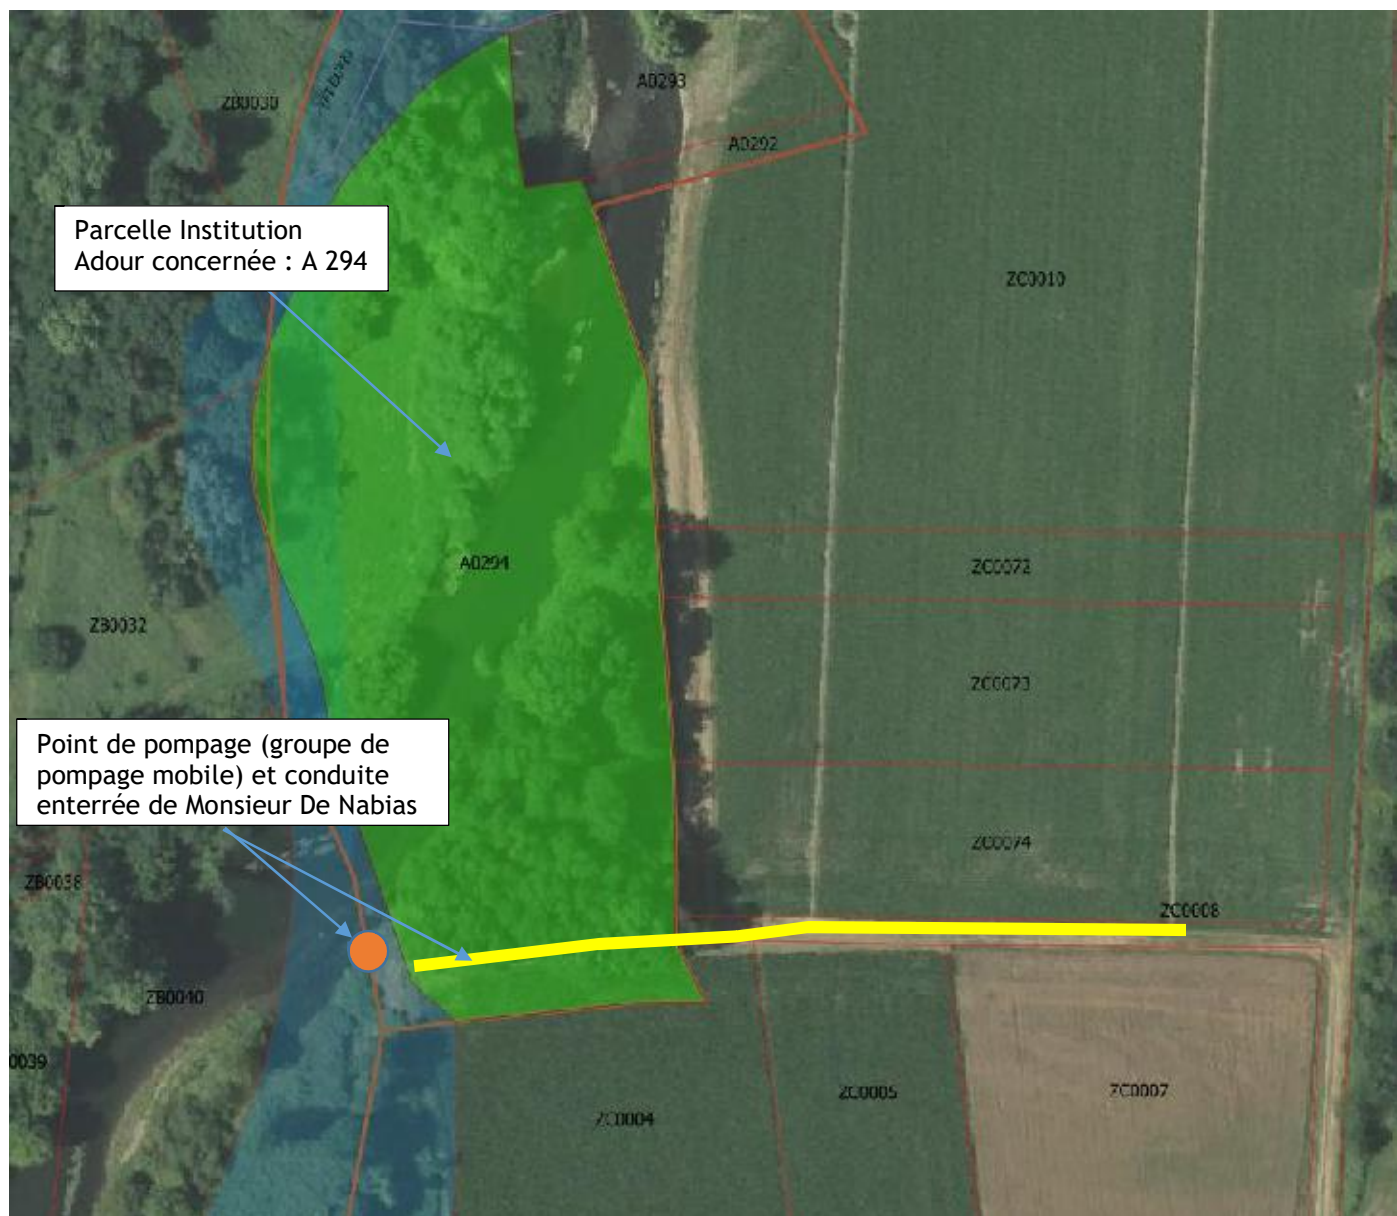 A0293
ZB0030
A0292
Parcelle Institution
Adour concernée : A 294
ZC0010
A0294
ZC0072
ZB0032
ZC0073
Point de pompage (groupe de
pompage mobile) et conduite
enterrée de Monsieur De Nabias
ZC0074
ZB0038
ZC0008
ZB0040
0039
ZC0005
ZC0007
ZC0004